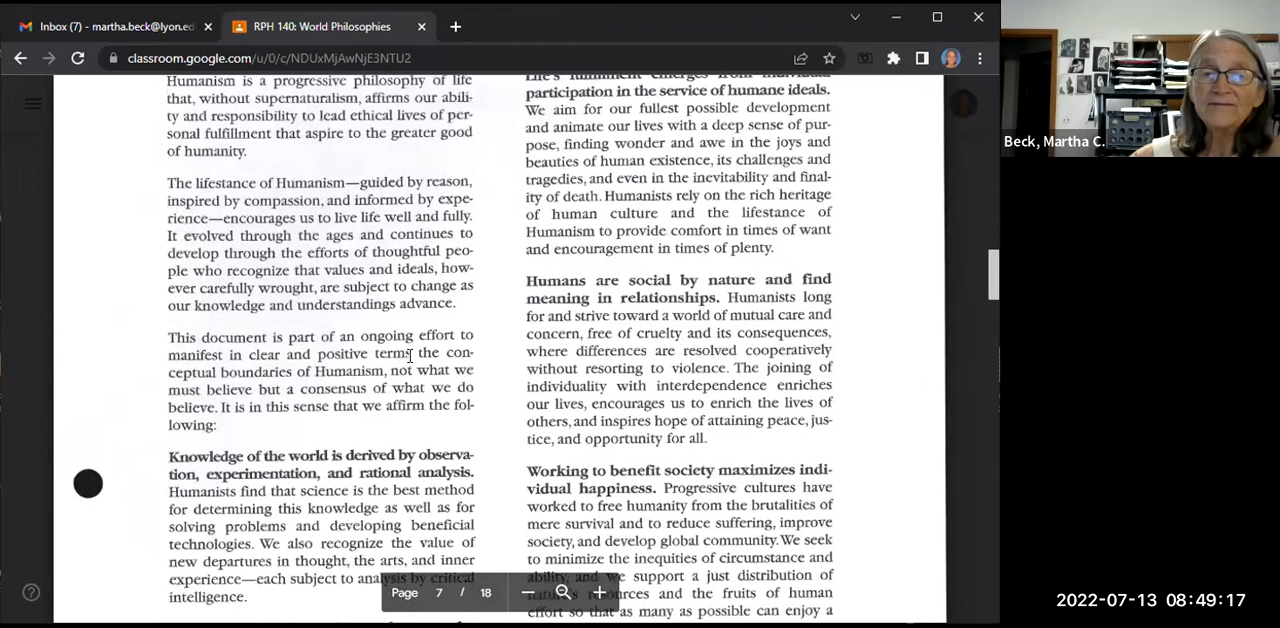 Inbox (7) - martha.beck@lyon.ed
RPH 140: World Philosophies
classroom.google.com/u/0/c/NDUxMjAwNjE3NTU2
Humanism is a progressive philosophy of life
that, without supernaturalism, affirms our abili-
ty and responsibility to lead ethical lives of per-
sonal fulfillment that aspire to the greater good
of humanity.
The lifestance of Humanism—guided by reason,
inspired by compassion, and informed by expe-
rience—encourages us to live life well and fully.
It evolved through the ages and continues to
develop through the efforts of thoughtful peo-
ple who recognize that values and ideals, how-
ever carefully wrought, are subject to change as
our knowledge and understandings advance.
This document is part of an ongoing effort to
manifest in clear and positive terms the con-
ceptual boundaries of Humanism, not what we
must believe but a consensus of what we do
believe. It is in this sense that we affirm the fol-
lowing:
Knowledge of the world is derived by observa-
tion, experimentation, and rational analysis.
Humanists find that science is the best method
for determining this knowledge as well as for
solving problems and developing beneficial
technologies. We also recognize the value of
new departures in thought, the arts, and inner
experience—each subject to analysis by critical
intelligence.
Life's fulfillment emerges from individual
participation in the service of humane ideals.
We aim for our fullest possible development
and animate our lives with a deep sense of pur-
pose, finding wonder and awe in the joys and
beauties of human existence, its challenges and
tragedies, and even in the inevitability and final-
ity of death. Humanists rely on the rich heritage
of human culture and the lifestance of
Humanism to provide comfort in times of want
and encouragement in times of plenty.
Humans are social by nature and find
meaning in relationships. Humanists long
for and strive toward a world of mutual care and
concern, free of cruelty and its consequences,
where differences are resolved cooperatively
without resorting to violence. The joining of
individuality with interdependence enriches
our lives, encourages us to enrich the lives of
others, and inspires hope of attaining peace, jus-
tice, and opportunity for all.
Working to benefit society maximizes indi-
vidual happiness. Progressive cultures have
worked to free humanity from the brutalities of
mere survival and to reduce suffering, improve
society, and develop global community. We seek
to minimize the inequities of circumstance and
ability, and we support a just distribution of
nature's resources and the fruits of human
effort so that as many as possible can enjoy a
Page 7 / 18
Beck, Martha C.
2022-07-13 08:49:17